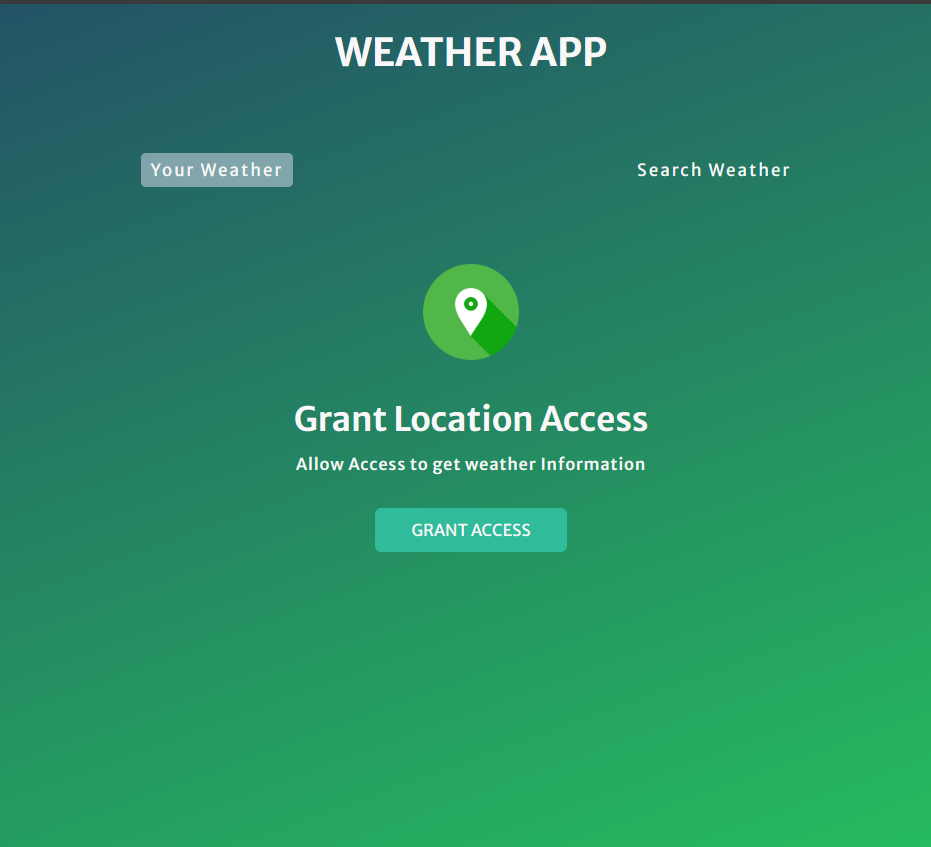 WEATHER APP
Your Weather
Search Weather
Grant Location Access
Allow Access to get weather Information
GRANT ACCESS